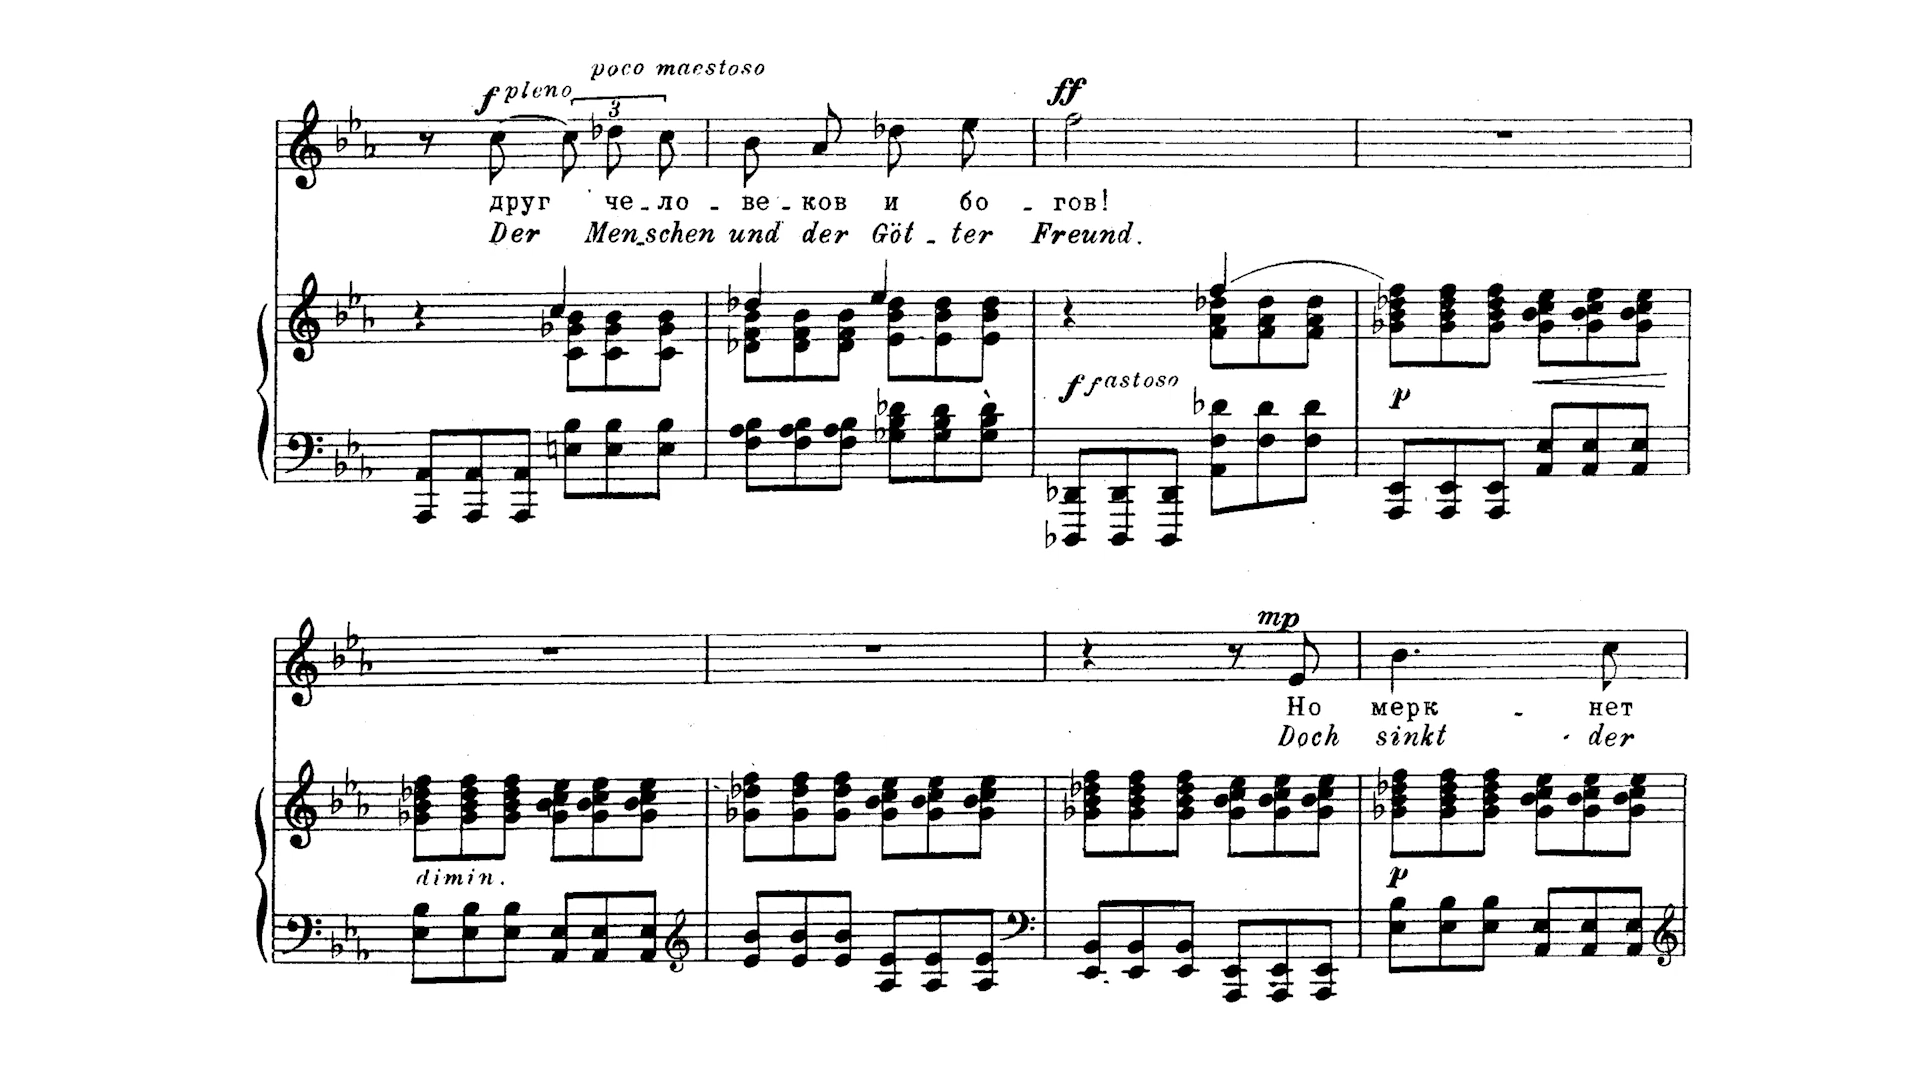 poco maestoso
f pleno
ff
3
друг че-ло-ве-ков и бо-гов!
Der Men-schen und der Göt-ter Freund.
f fastoso
p
mp
Но мерк-нет
Doch sinkt der
dimin.
p